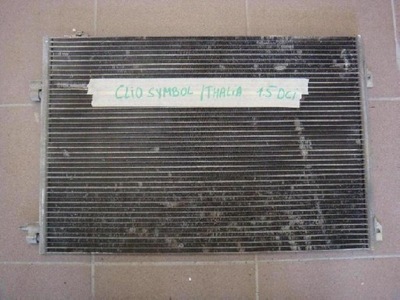 CLIO SYMBOL / THALIA 1.5 DCI